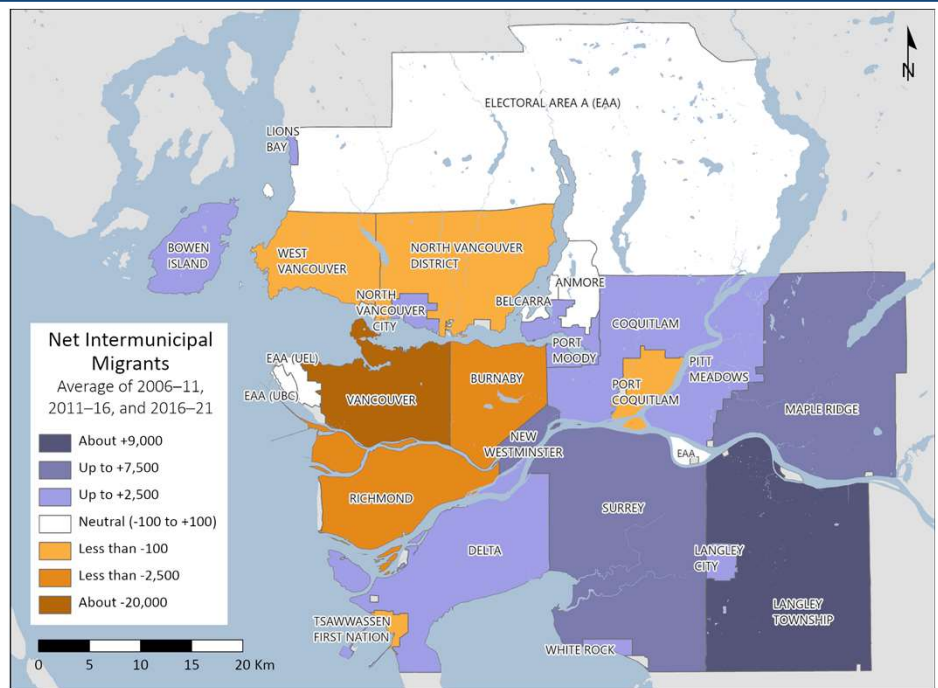 N
ELECTORAL AREA A (EAA)
LIONS
BAY
BOWEN
ISLAND
WEST
VANCOUVER
NORTH VANCOUVER
DISTRICT
NORTH
VANCOUVER
CITY
BELCARRA
ANMORE
COQUITLAM
PORT
MOODY
PITT
MEADOWS
PORT
COQUITLAM
MAPLE RIDGE
EAA (UEL)
EAA (UBC)
VANCOUVER
BURNABY
NEW
WESTMINSTER
EAA
RICHMOND
SURREY
DELTA
LANGLEY
CITY
LANGLEY
TOWNSHIP
TSAWWASSEN
FIRST NATION
WHITE ROCK
Net Intermunicipal
Migrants
Average of 2006–11,
2011–16, and 2016–21
About +9,000
Up to +7,500
Up to +2,500
Neutral (-100 to +100)
Less than -100
Less than -2,500
About -20,000
0 5 10 15 20 Km